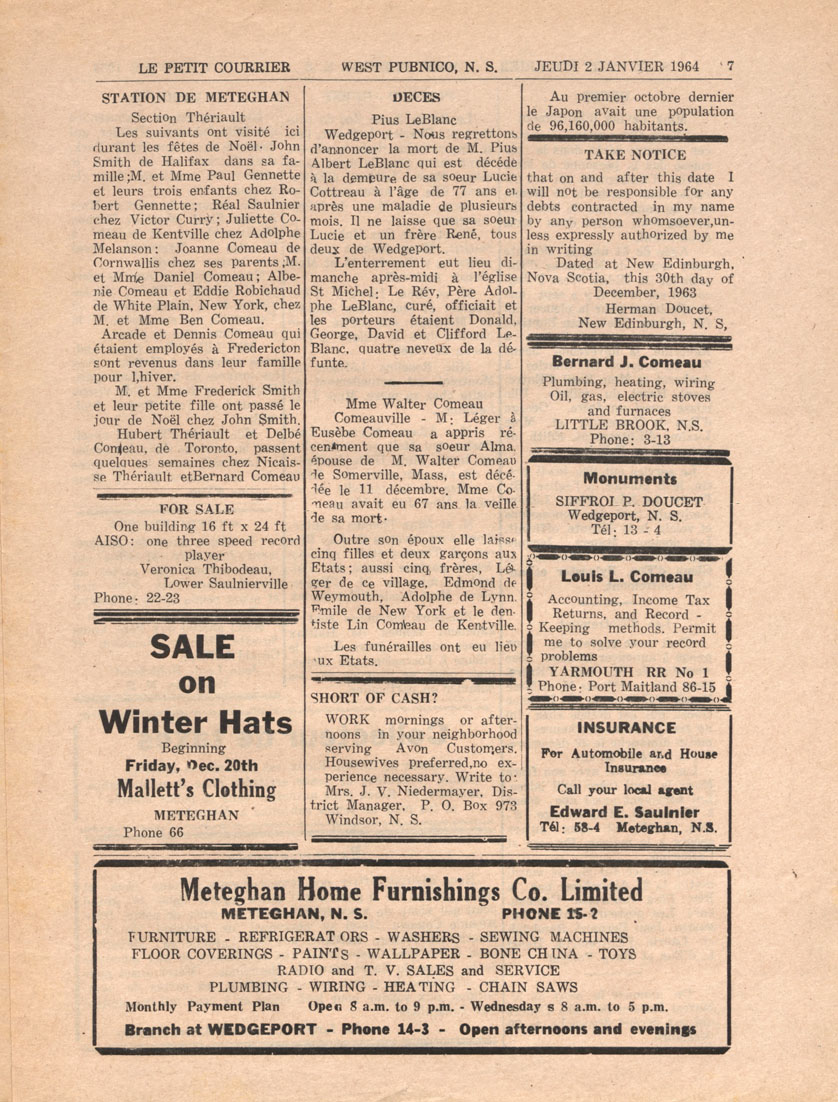 LE PETIT COURRIER WEST PUBNICO, N. S. JEUDI 2 JANVIER 1964 7
STATION DE METEGHAN
Section Thériault
Les suivants ont visité ici
durant les fêtes de Noël· John
Smith de Halifax dans sa fa-
mille ;M. et Mme Paul Gennette
et leurs trois enfants chez Ro-
bert Gennette; Réal Saulnier
chez Victor Curry; Juliette Co-
meau de Kentville chez Adolphe
Melanson: Joanne Comeau de
Cornwallis chez ses parents ;M.
et Mme Daniel Comeau; Albe-
nie Comeau et Eddie Robichaud
de White Plain, New York, chez
M. et Mme Ben Comeau.
Arcade et Dennis Comeau qui
étaient employés à Fredericton
sont revenus dans leur famille
pour l,hiver.
M. et Mme Frederick Smith
et leur petite fille ont passé le
jour de Noël chez John Smith.
Hubert Thériault et Delbé
Comeau, de Toronto, passent
quelques semaines chez Nicais-
se Thériault etBernard Comeau
FOR SALE
One building 16 ft x 24 ft
AlSO: one three speed record
player
Veronica Thibodeau,
Lower Saulnierville
Phone: 22-23
SALE
on
Winter Hats
Beginning
Friday, Dec. 20th
Mallett's Clothing
METEGHAN
Phone 66
DECES
Pius LeBlanc
Wedgeport - Nous regrettons
d'annoncer la mort de M. Pius
Albert LeBlanc qui est décédé
à la demeure de sa soeur Lucie
Cottreau à l'âge de 77 ans et
après une maladie de plusieurs
mois. Il ne laisse que sa soeur
Lucie et un frère René, tous
deux de Wedgeport.
L'enterrement eut lieu di-
manche après-midi à l'église
St Michel: Le Rév, Père Adol-
phe LeBlanc, curé, officiait et
les porteurs étaient Donald,
George, David et Clifford Le-
Blanc, quatre neveux de la dé-
funte.
Mme Walter Comeau
Comeauville - M: Léger à
Eusèbe Comeau a appris ré-
cemment que sa soeur Alma,
épouse de M. Walter Comeau
de Somerville, Mass, est décé-
dée le 11 décembre. Mme Co-
meau avait eu 67 ans la veille
de sa mort·
Outre son époux elle laisse
cinq filles et deux garçons aux
Etats; aussi cinq, frères, Lé-
ger de ce village, Edmond de
Weymouth, Adolphe de Lynn.
Emile de New York et le den-
tiste Lin Comeau de Kentville.
Les funérailles ont eu lieu
aux Etats.
SHORT OF CASH?
WORK mornings or after-
noons in your neighborhood
serving Avon Customers.
Housewives preferred,no ex-
perience necessary. Write to·
Mrs. J. V. Niedermayer, Dis-
trict Manager, P. O. Box 973
Windsor, N. S.
Au premier octobre dernier
le Japon avait une population
de 96,160,000 habitants.
TAKE NOTICE
that on and after this date I
will not be responsible for any
debts contracted in my name
by any person whomsoever,un-
less expressly authorized by me
in writing
Dated at New Edinburgh,
Nova Scotia, this 30th day of
December, 1963
Herman Doucet,
New Edinburgh, N. S,
Bernard J. Comeau
Plumbing, heating, wiring
Oil, gas, electric stoves
and furnaces
LITTLE BROOK, N.S.
Phone: 3-13
Monuments
SIFFROI P. DOUCET
Wedgeport, N. S.
Tél: 13 - 4
Louis L. Comeau
Accounting, Income Tax
Returns, and Record -
Keeping methods. Permit
me to solve your record
problems
YARMOUTH RR No 1
Phone: Port Maitland 86-15
INSURANCE
For Automobile and House
Insurance
Call your local agent
Edward E. Saulnier
Tél: 58-4 Meteghan, N.S.
Meteghan Home Furnishings Co. Limited
METEGHAN, N. S. PHONE 15-2
FURNITURE - REFRIGERATORS - WASHERS - SEWING MACHINES
FLOOR COVERINGS - PAINTS - WALLPAPER - BONE CHINA - TOYS
RADIO and T. V. SALES and SERVICE
PLUMBING - WIRING - HEATING - CHAIN SAWS
Monthly Payment Plan Open 8 a.m. to 9 p.m. - Wednesdays 8 a.m. to 5 p.m.
Branch at WEDGEPORT - Phone 14-3 - Open afternoons and evenings